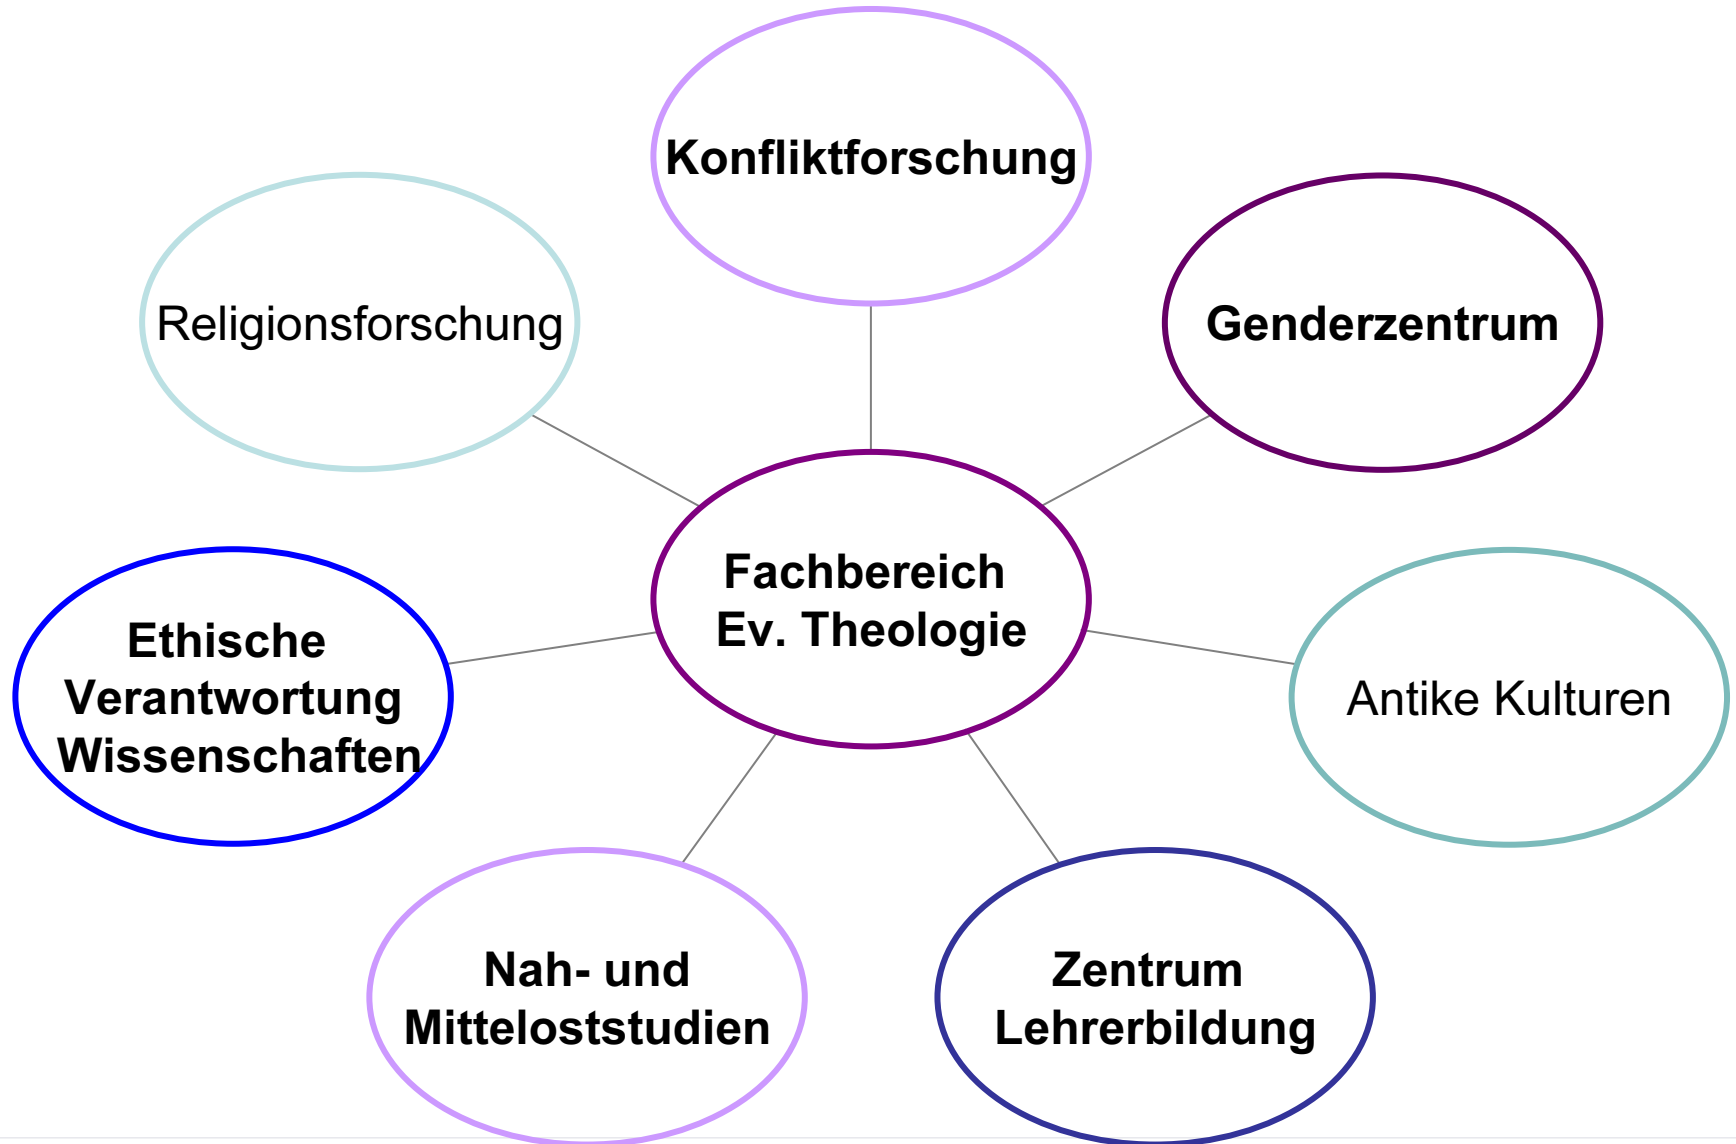 Konfliktforschung
Religionsforschung
Genderzentrum
Fachbereich
Ev. Theologie
Ethische
Verantwortung
Wissenschaften
Antike Kulturen
Nah- und
Mitteloststudien
Zentrum
Lehrerbildung